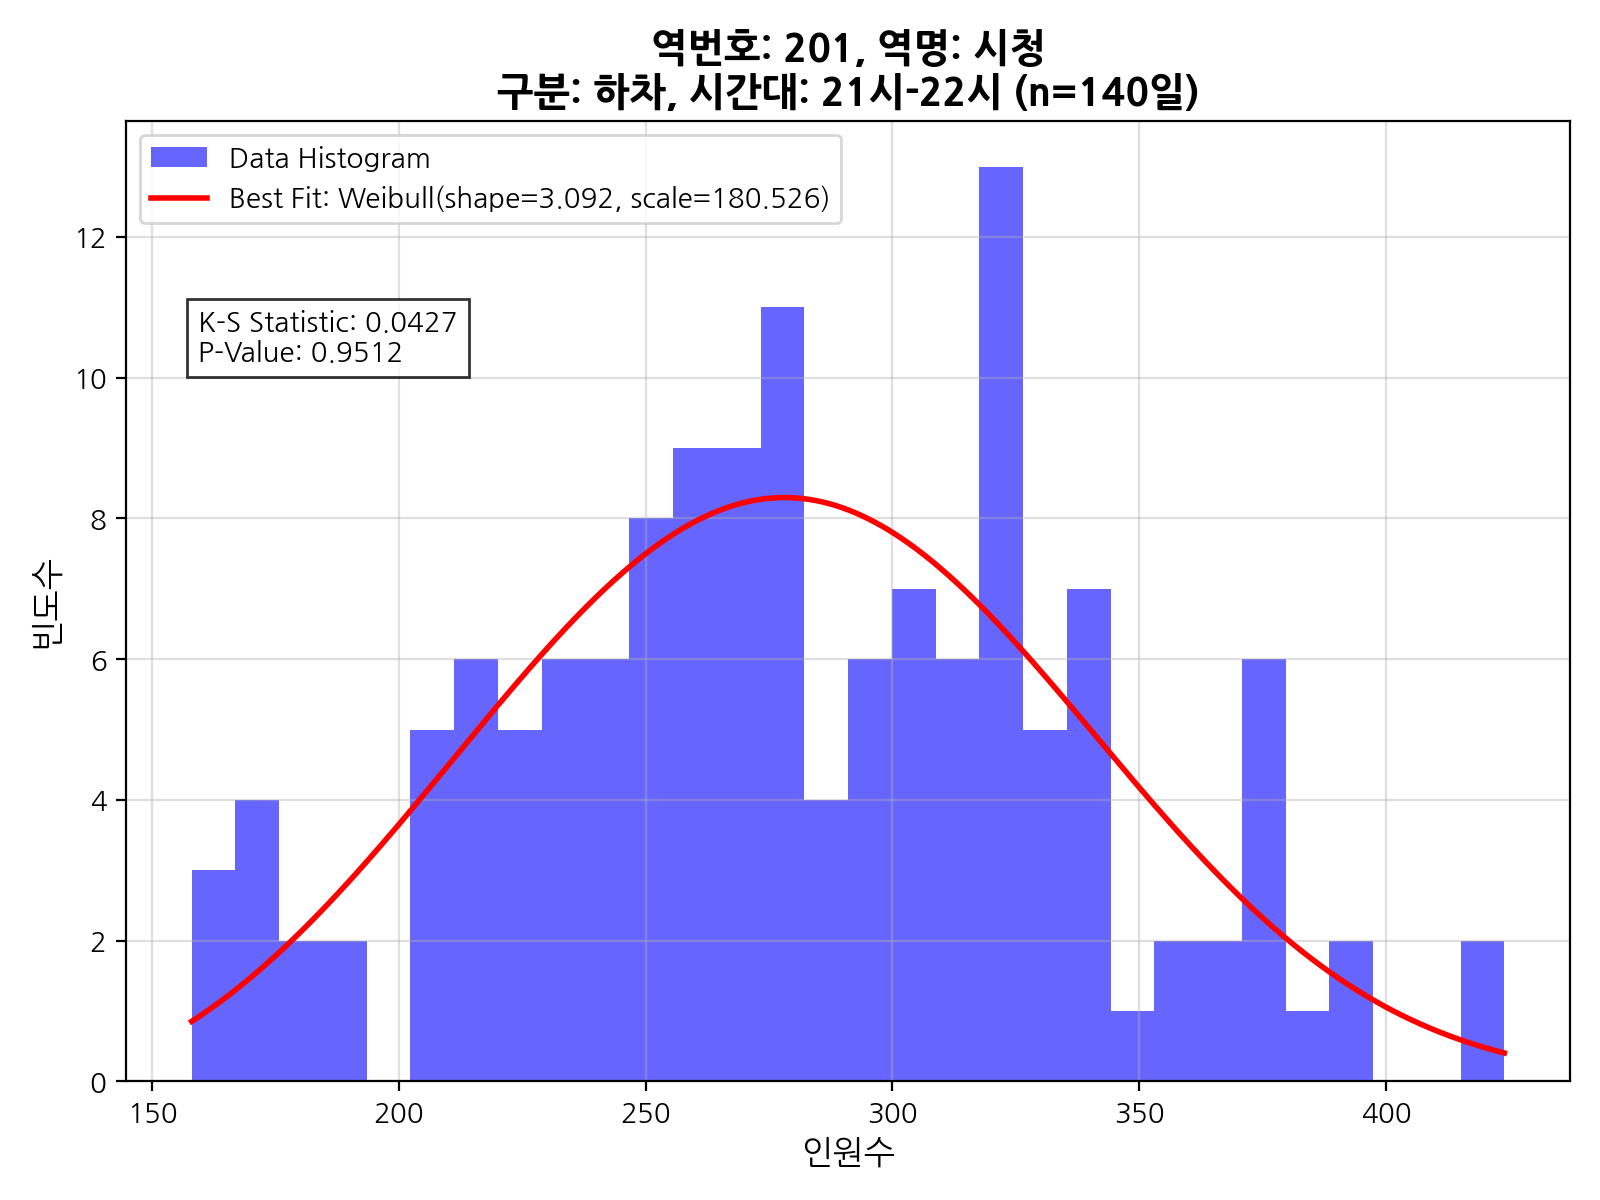 역번호: 201, 역명: 시청
구분: 하차, 시간대: 21시-22시 (n=140일)
Data Histogram
Best Fit: Weibull(shape=3.092, scale=180.526)
K-S Statistic: 0.0427
P-Value: 0.9512
빈도수
12
10
8
6
4
2
0
150 200 250 300 350 400
인원수